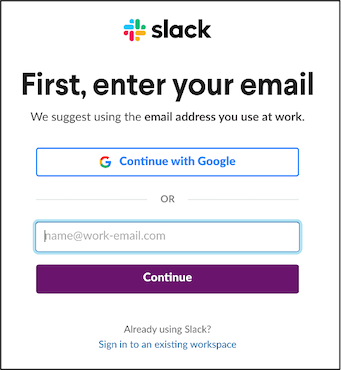 slack
First, enter your email
We suggest using the email address you use at work.
Continue with Google
OR
name@work-email.com
Continue
Already using Slack?
Sign in to an existing workspace